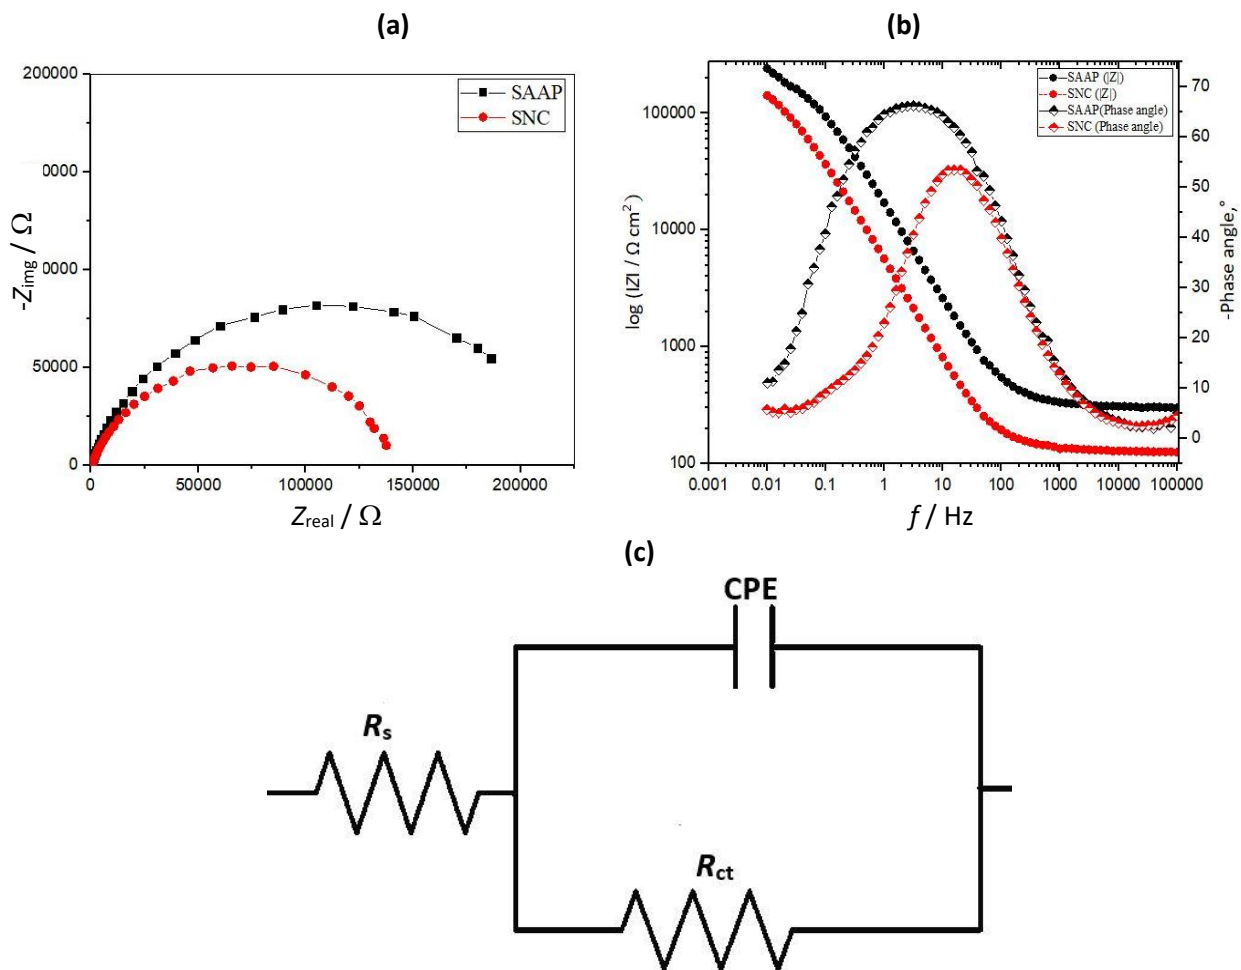 (a)
200000
0000
0000
50000
0
-Zimg / Ω
SAAP
SNC
0
50000
100000
150000
200000
Zreal / Ω
(b)
100000
10000
1000
100
log (|Z| / Ω cm²)
SAAP (|Z|)
SNC (|Z|)
SAAP(Phase angle)
SNC (Phase angle)
70
60
50
40
30
20
10
0
-Phase angle,°
0.001
0.01
0.1
1
10
100
1000
10000
100000
f / Hz
(c)
CPE
Rs
Rct